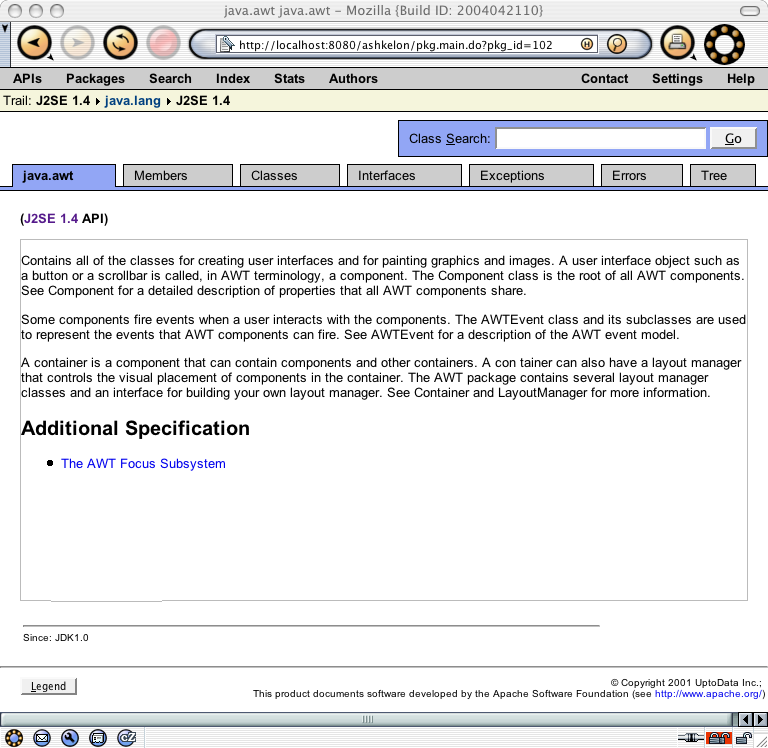 java.awt java.awt – Mozilla {Build ID: 2004042110}
http://localhost:8080/ashkelon/pkg.main.do?pkg_id=102
APIs Packages Search Index Stats Authors Contact Settings Help
Trail: J2SE 1.4 java.lang J2SE 1.4
Class Search: Go
java.awt Members Classes Interfaces Exceptions Errors Tree
(J2SE 1.4 API)
Contains all of the classes for creating user interfaces and for painting graphics and images. A user interface object such as
a button or a scrollbar is called, in AWT terminology, a component. The Component class is the root of all AWT components.
See Component for a detailed description of properties that all AWT components share.
Some components fire events when a user interacts with the components. The AWTEvent class and its subclasses are used
to represent the events that AWT components can fire. See AWTEvent for a description of the AWT event model.
A container is a component that can contain components and other containers. A con tainer can also have a layout manager
that controls the visual placement of components in the container. The AWT package contains several layout manager
classes and an interface for building your own layout manager. See Container and LayoutManager for more information.
Additional Specification
The AWT Focus Subsystem
Since: JDK1.0
Legend
© Copyright 2001 UptoData Inc.;
This product documents software developed by the Apache Software Foundation (see http://www.apache.org/)